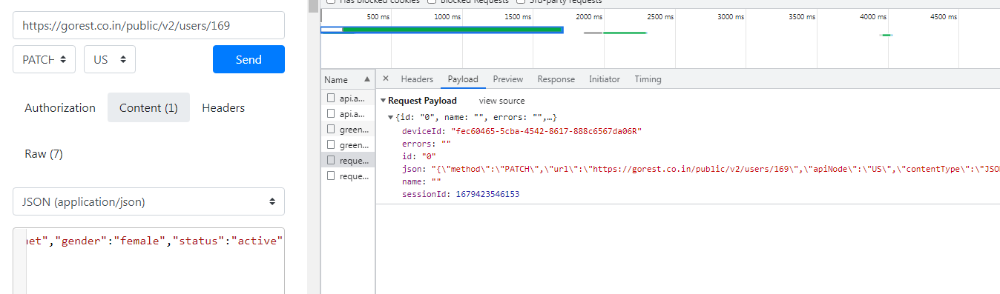 Has blocked cookies Blocked Requests 3rd-party requests
https://gorest.co.in/public/v2/users/169
PATCH US Send
Authorization Content (1) Headers
Raw (7)
JSON (application/json)
net","gender":"female","status":"active"
500 ms 1000 ms 1500 ms 2000 ms 2500 ms 3000 ms 3500 ms 4000 ms 4500 ms
Name
api.a...
api.a...
green...
green...
reque...
reque...
× Headers Payload Preview Response Initiator Timing
Request Payload view source
{id: "0", name: "", errors: "",…}
deviceId: "fec60465-5cba-4542-8617-888c6567da06R"
errors: ""
id: "0"
json: "{\"method\":\"PATCH\",\"url\":\"https://gorest.co.in/public/v2/users/169\",\"apiNode\":\"US\",\"contentType\":\"JSON
name: ""
sessionId: 1679423546153